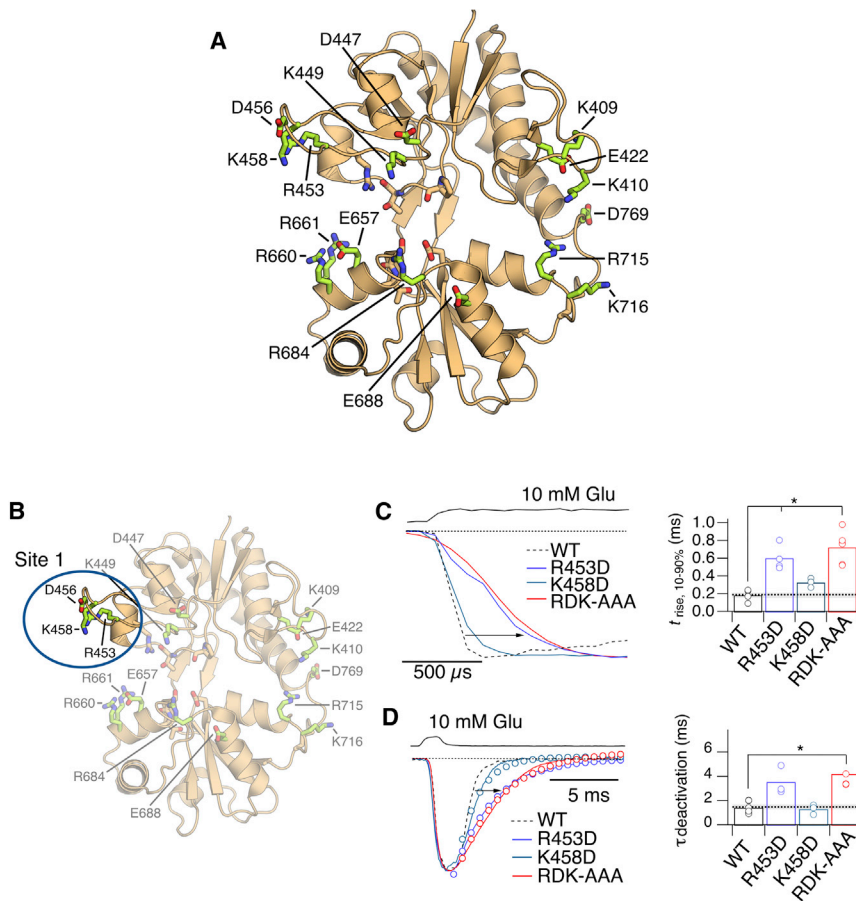 A
D447
K449
D456
K458
R453
K409
E422
K410
D769
R661
E657
R660
R715
K716
R684
E688
B
Site 1
D447
K449
D456
K458
R453
K409
E422
K410
D769
R661
E657
R660
R715
K716
R684
E688
C
10 mM Glu
WT
R453D
K458D
RDK-AAA
500 µs
t rise, 10-90% (ms)
1.0
0.8
0.6
0.4
0.2
0.0
*
WT
R453D
K458D
RDK-AAA
D
10 mM Glu
5 ms
WT
R453D
K458D
RDK-AAA
τ deactivation (ms)
6
4
2
0
*
WT
R453D
K458D
RDK-AAA